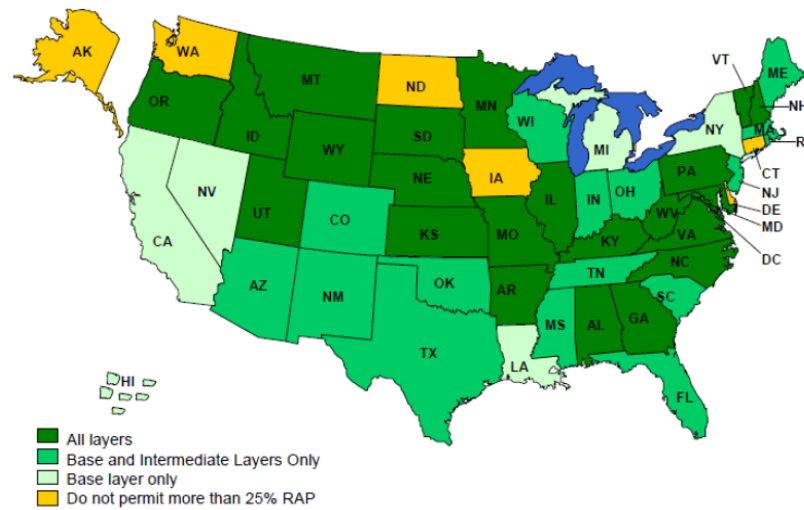 AK
WA
MT
ND
MN
VT
ME
NH
OR
ID
SD
WI
MI
NY
MA
R
WY
CT
NV
NE
IA
PA
NJ
IL
IN
OH
DE
UT
CO
WV
MD
CA
KS
MO
KY
VA
DC
NC
TN
AZ
NM
OK
AR
SC
MS
AL
GA
TX
LA
FL
HI
All layers
Base and Intermediate Layers Only
Base layer only
Do not permit more than 25% RAP